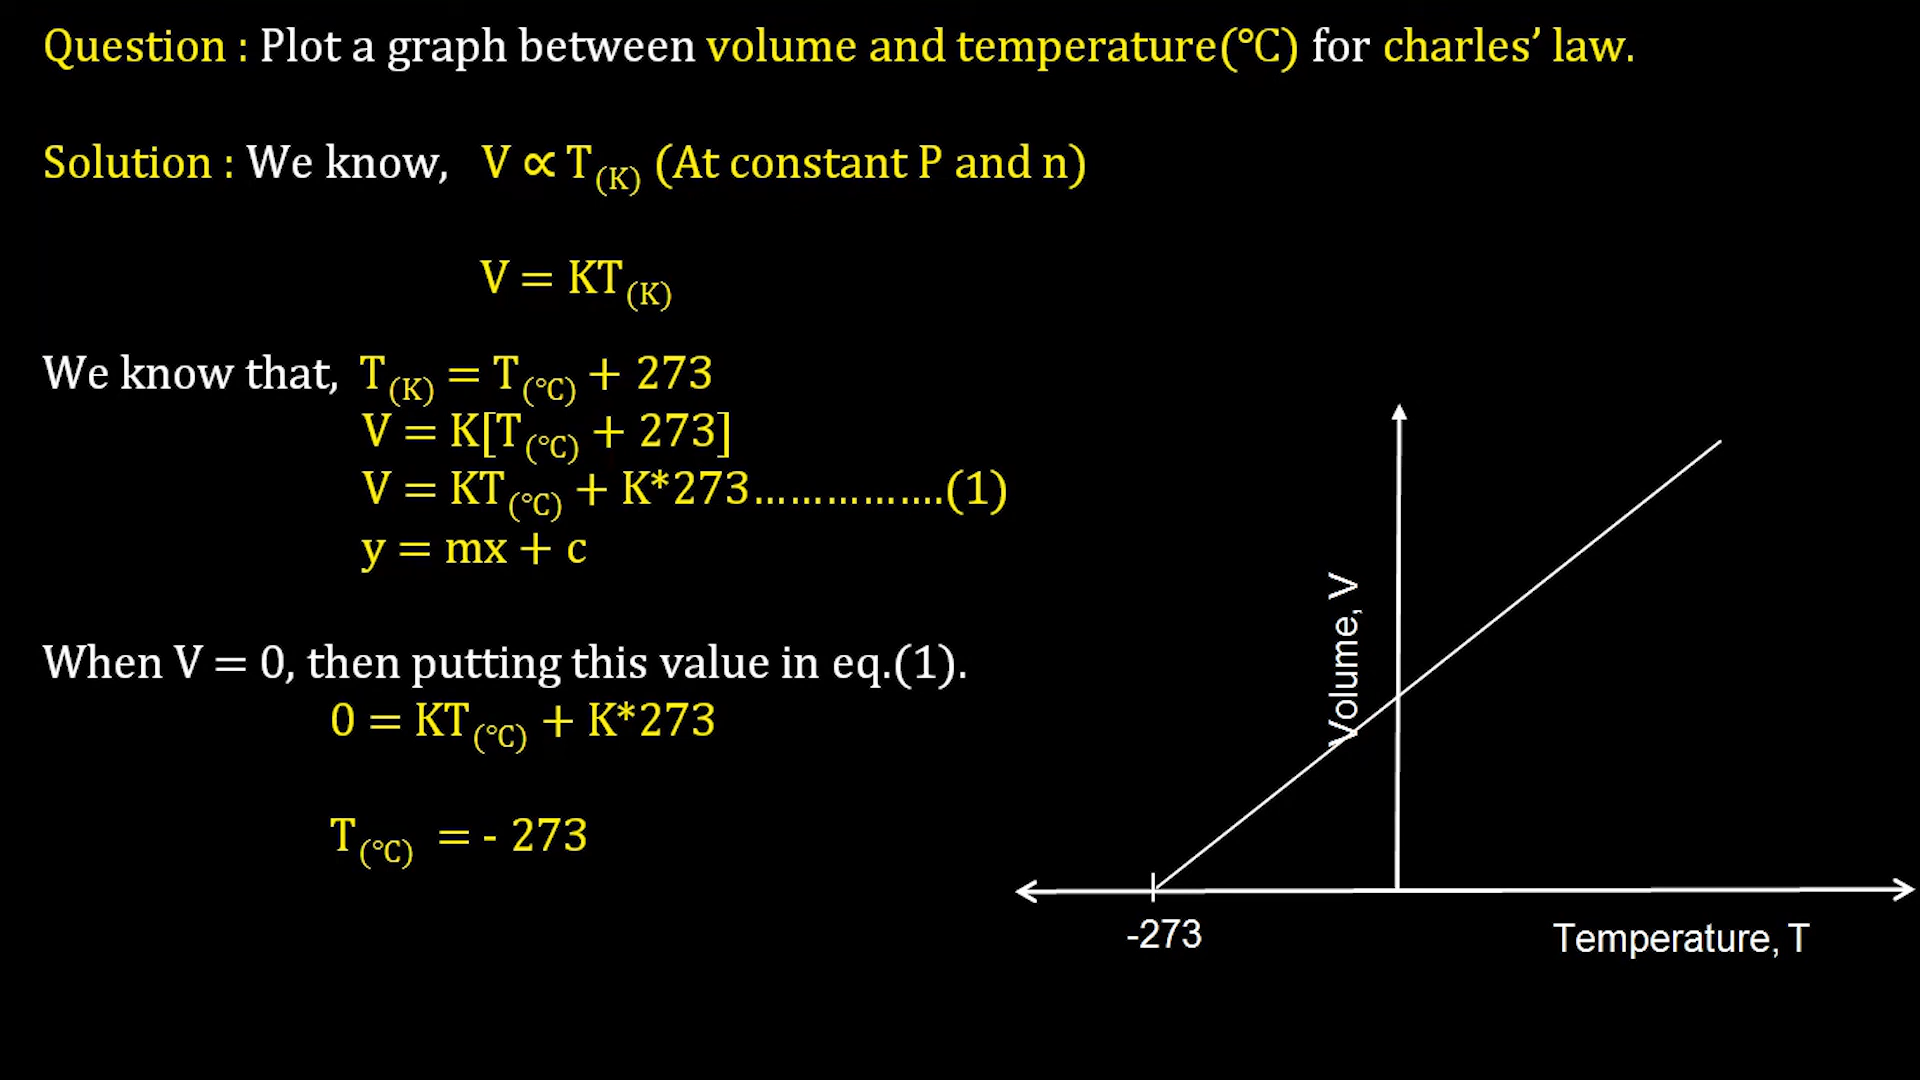 Question : Plot a graph between volume and temperature(°C) for charles’ law.
Solution : We know, V ∝ T(K) (At constant P and n)
V = KT(K)
We know that, T(K) = T(°C) + 273
V = K[T(°C) + 273]
V = KT(°C) + K*273................(1)
y = mx + c
When V = 0, then putting this value in eq.(1).
0 = KT(°C) + K*273
T(°C) = - 273
Volume, V
-273
Temperature, T